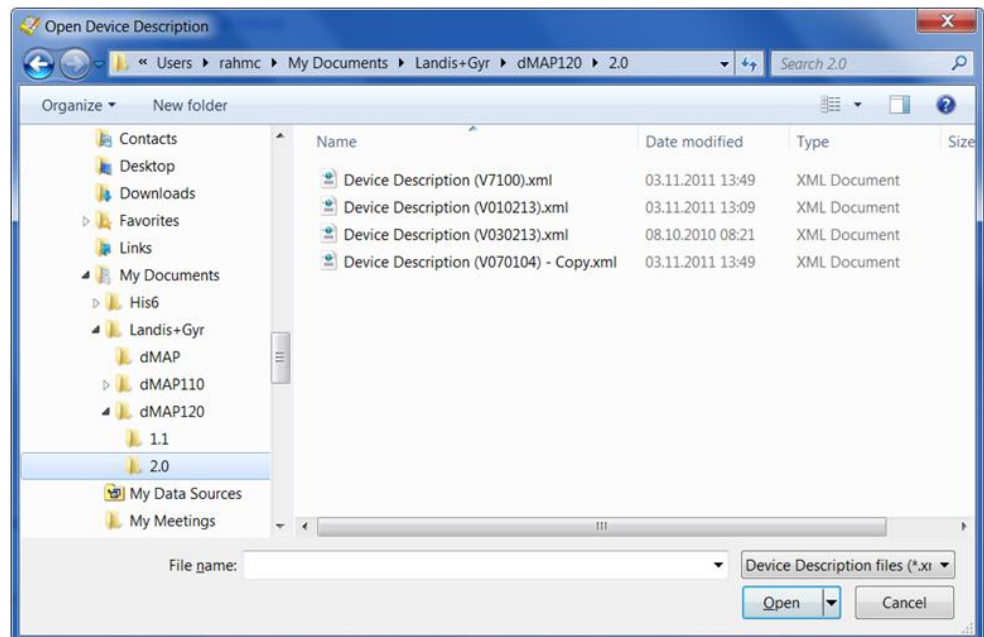 Open Device Description
« Users ▸ rahmc ▸ My Documents ▸ Landis+Gyr ▸ dMAP120 ▸ 2.0
Search 2.0
Organize
New folder
Name
Date modified
Type
Size
Contacts
Desktop
Downloads
Favorites
Links
My Documents
His6
Landis+Gyr
dMAP
dMAP110
dMAP120
1.1
2.0
My Data Sources
My Meetings
Device Description (V7100).xml 03.11.2011 13:49 XML Document
Device Description (V010213).xml 03.11.2011 13:09 XML Document
Device Description (V030213).xml 08.10.2010 08:21 XML Document
Device Description (V070104) - Copy.xml 03.11.2011 13:49 XML Document
File name:
Device Description files (*.xr
Open
Cancel